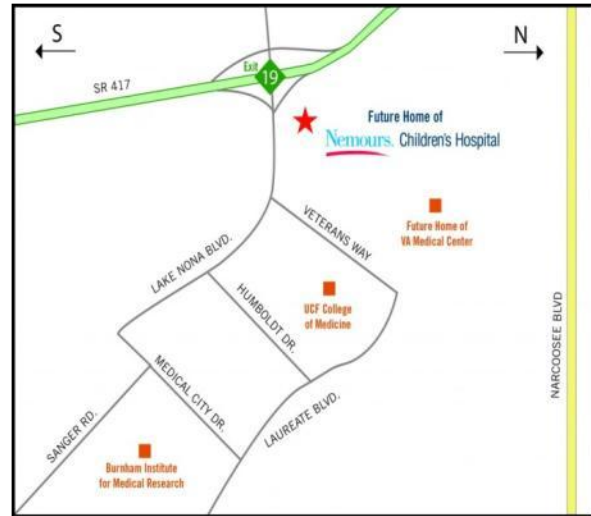 S
N
Exit
19
SR 417
Future Home of
Nemours. Children's Hospital
VETERANS WAY
Future Home of
VA Medical Center
LAKE NONA BLVD.
UCF College
of Medicine
HUMBOLDT DR.
NARCOOSEE BLVD
MEDICAL CITY DR.
LAUREATE BLVD.
SANGER RD.
Burnham Institute
for Medical Research